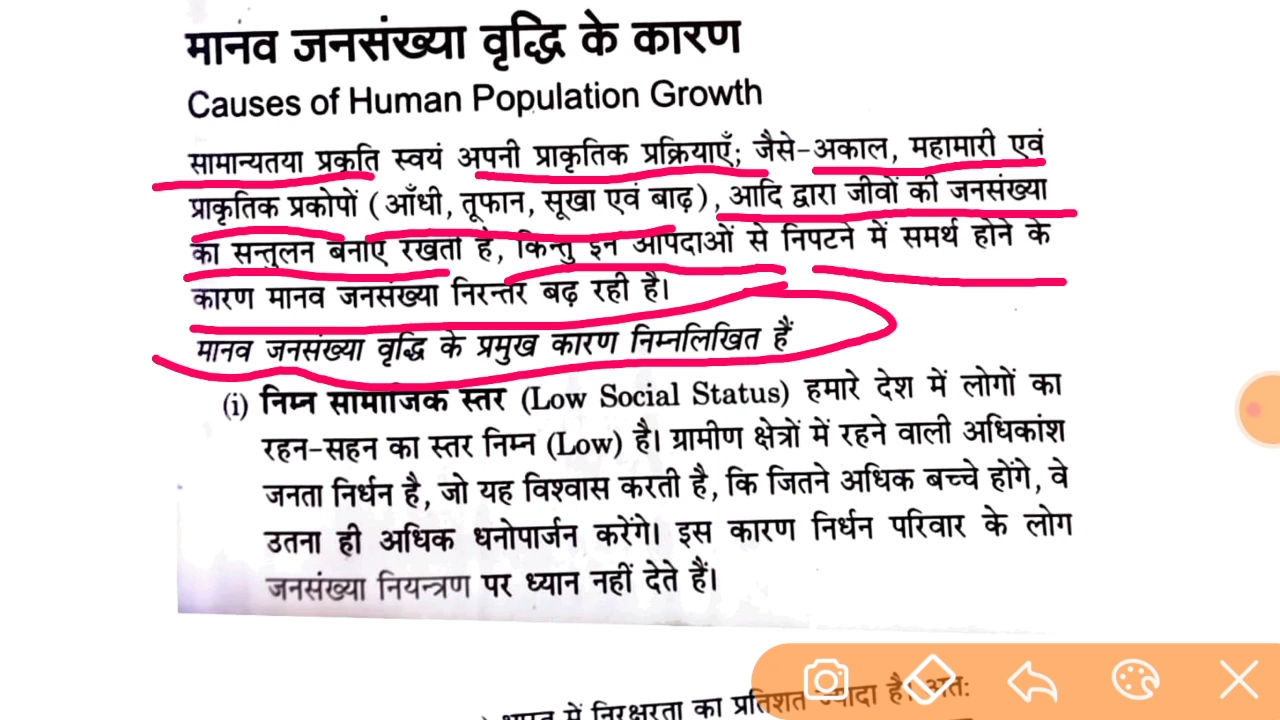 मानव जनसंख्या वृद्धि के कारण
Causes of Human Population Growth
सामान्यतया प्रकृति स्वयं अपनी प्राकृतिक प्रक्रियाएँ; जैसे-अकाल, महामारी एवं
प्राकृतिक प्रकोपों (आँधी, तूफान, सूखा एवं बाढ़), आदि द्वारा जीवों की जनसंख्या
का सन्तुलन बनाए रखती है, किन्तु इन आपदाओं से निपटने में समर्थ होने के
कारण मानव जनसंख्या निरन्तर बढ़ रही है।
मानव जनसंख्या वृद्धि के प्रमुख कारण निम्नलिखित हैं
(i) निम्न सामाजिक स्तर (Low Social Status) हमारे देश में लोगों का
रहन-सहन का स्तर निम्न (Low) है। ग्रामीण क्षेत्रों में रहने वाली अधिकांश
जनता निर्धन है, जो यह विश्वास करती है, कि जितने अधिक बच्चे होंगे, वे
उतना ही अधिक धनोपार्जन करेंगे। इस कारण निर्धन परिवार के लोग
जनसंख्या नियन्त्रण पर ध्यान नहीं देते हैं।
भारत में निरक्षरता का प्रतिशत ज्यादा है। अत: